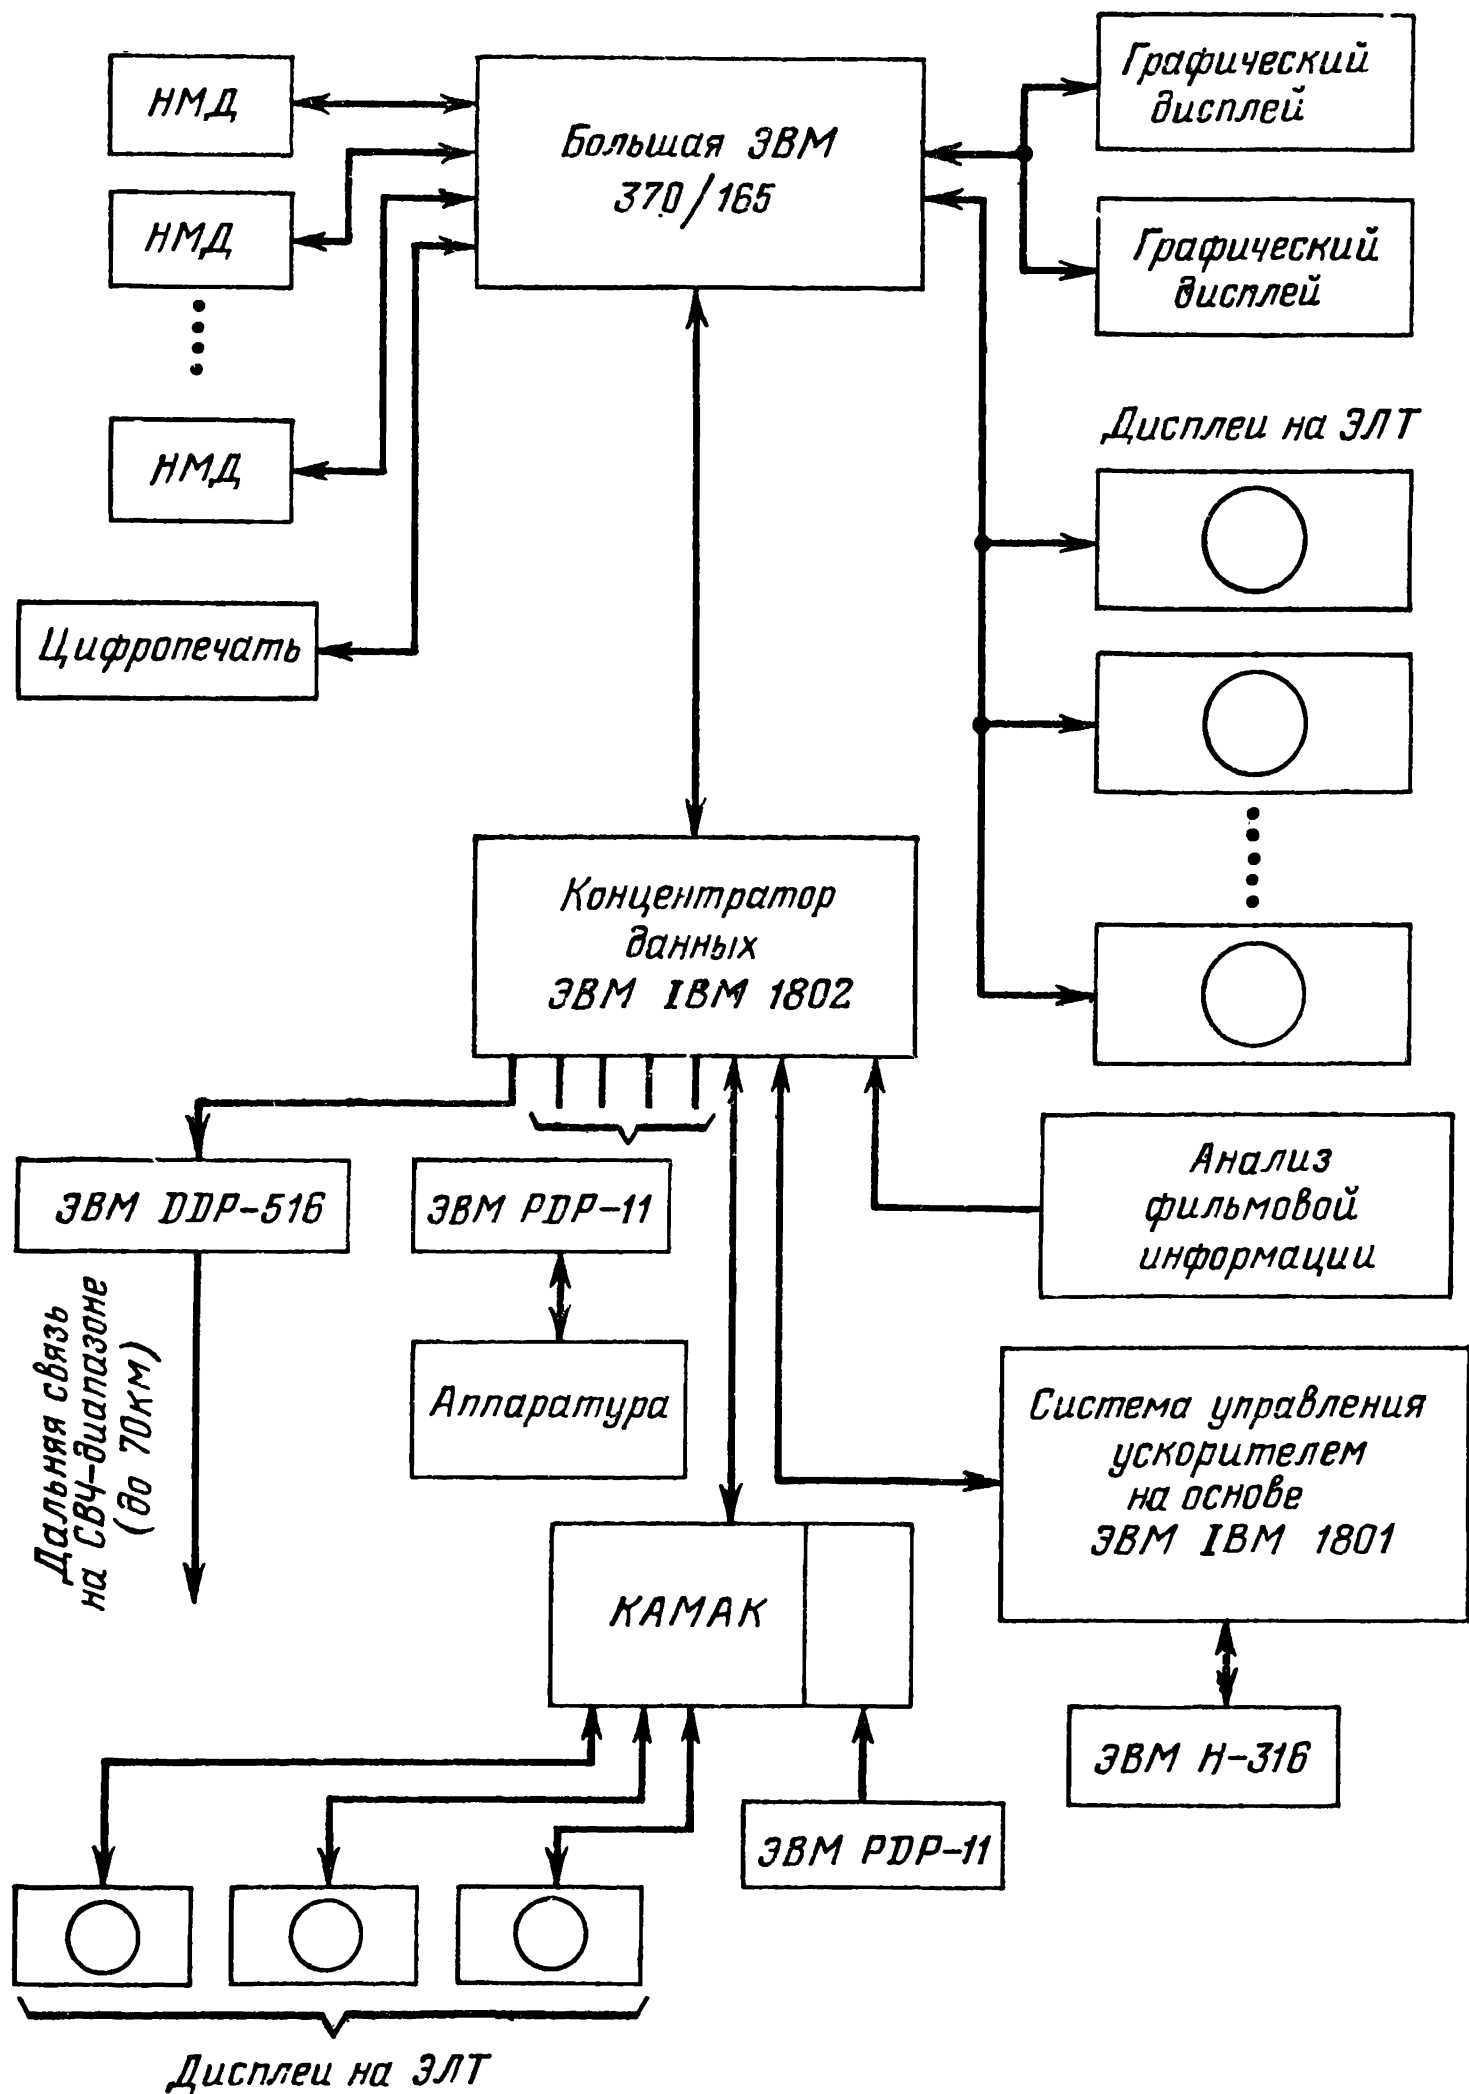 НМД
НМД
НМД
Цифропечать
Большая ЭВМ
370/165
Графический
дисплей
Графический
дисплей
Дисплеи на ЭЛТ
Концентратор
данных
ЭВМ IBM 1802
ЭВМ DDP-516
ЭВМ PDP-11
Аппаратура
Анализ
фильмовой
информации
Дальняя связь
на СВЧ-диапазоне
(до 70км)
Система управления
ускорителем
на основе
ЭВМ IBM 1801
КАМАК
ЭВМ H-316
ЭВМ PDP-11
Дисплеи на ЭЛТ